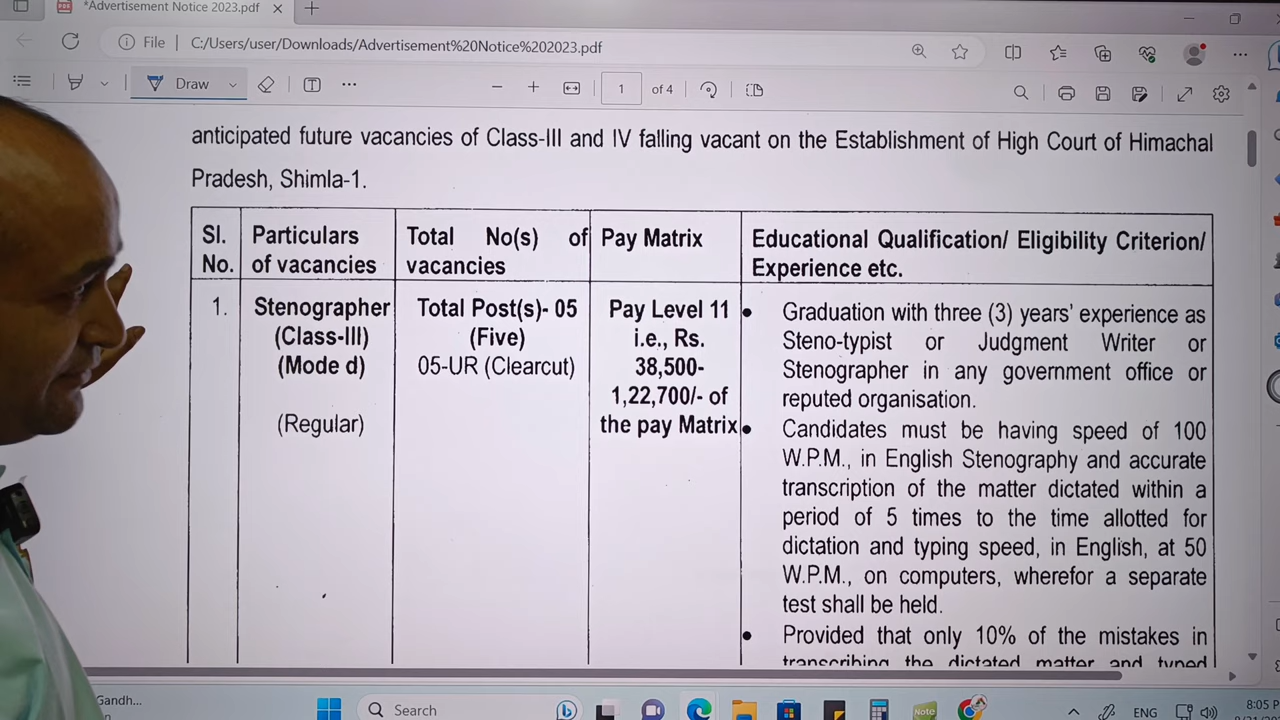 *Advertisement Notice 2023.pdf
File | C:/Users/user/Downloads/Advertisement%20Notice%202023.pdf
Draw
1 of 4
anticipated future vacancies of Class-III and IV falling vacant on the Establishment of High Court of Himachal
Pradesh, Shimla-1.
Sl. No.
Particulars of vacancies
Total No(s) of vacancies
Pay Matrix
Educational Qualification/ Eligibility Criterion/
Experience etc.
1.
Stenographer
(Class-III)
(Mode d)
(Regular)
Total Post(s)- 05
(Five)
05-UR (Clearcut)
Pay Level 11
i.e., Rs.
38,500-
1,22,700/- of
the pay Matrix
• Graduation with three (3) years' experience as
Steno-typist or Judgment Writer or
Stenographer in any government office or
reputed organisation.
• Candidates must be having speed of 100
W.P.M., in English Stenography and accurate
transcription of the matter dictated within a
period of 5 times to the time allotted for
dictation and typing speed, in English, at 50
W.P.M., on computers, wherefor a separate
test shall be held.
• Provided that only 10% of the mistakes in
transcribing the dictated matter and typed
Gandh...
Search
Note
ENG
8:05 P